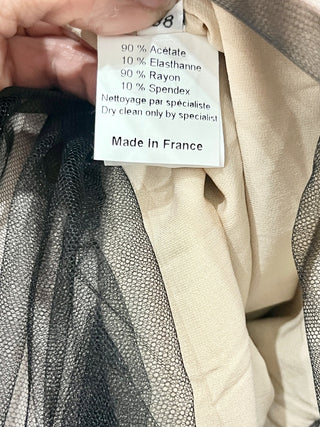 90 % Acétate
10 % Elasthanne
90 % Rayon
10 % Spendex
Nettoyage par spécialiste
Dry clean only by specialist
Made in France